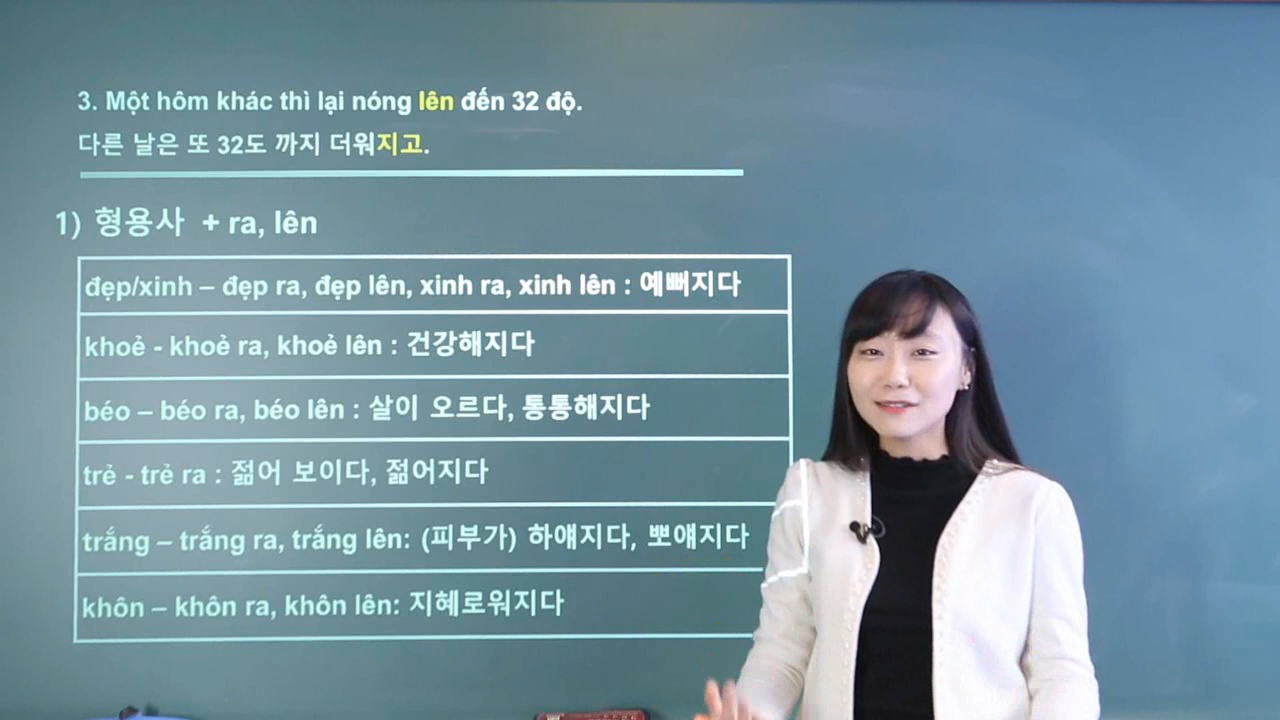 3. Một hôm khác thì lại nóng lên đến 32 độ.
다른 날은 또 32도 까지 더워지고.
1) 형용사 + ra, lên
đẹp/xinh – đẹp ra, đẹp lên, xinh ra, xinh lên : 예뻐지다
khoẻ - khoẻ ra, khoẻ lên : 건강해지다
béo – béo ra, béo lên : 살이 오르다, 통통해지다
trẻ - trẻ ra : 젊어 보이다, 젊어지다
trắng – trắng ra, trắng lên: (피부가) 하얘지다, 뽀얘지다
khôn – khôn ra, khôn lên: 지혜로워지다